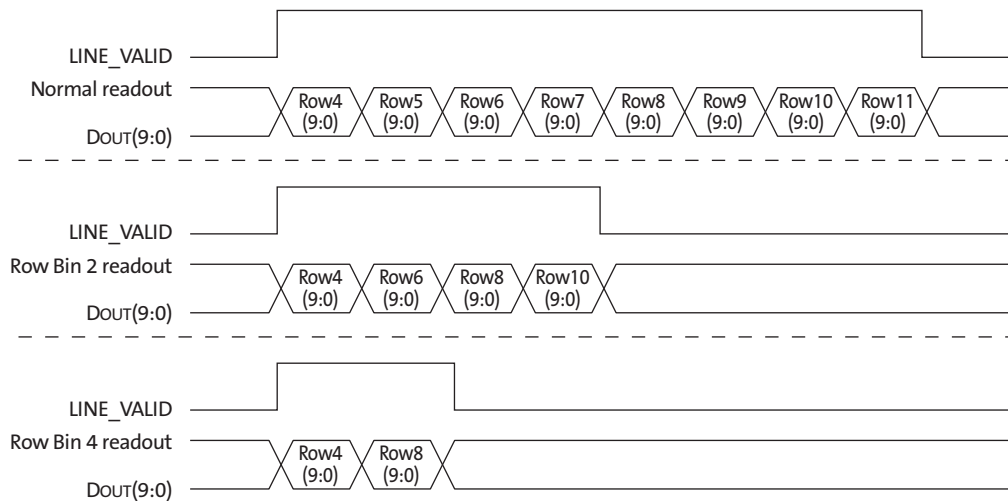 LINE_VALID
Normal readout
Row4 Row5 Row6 Row7 Row8 Row9 Row10 Row11
(9:0) (9:0) (9:0) (9:0) (9:0) (9:0) (9:0) (9:0)
DOUT(9:0)
LINE_VALID
Row Bin 2 readout
Row4 Row6 Row8 Row10
(9:0) (9:0) (9:0) (9:0)
DOUT(9:0)
LINE_VALID
Row Bin 4 readout
Row4 Row8
(9:0) (9:0)
DOUT(9:0)